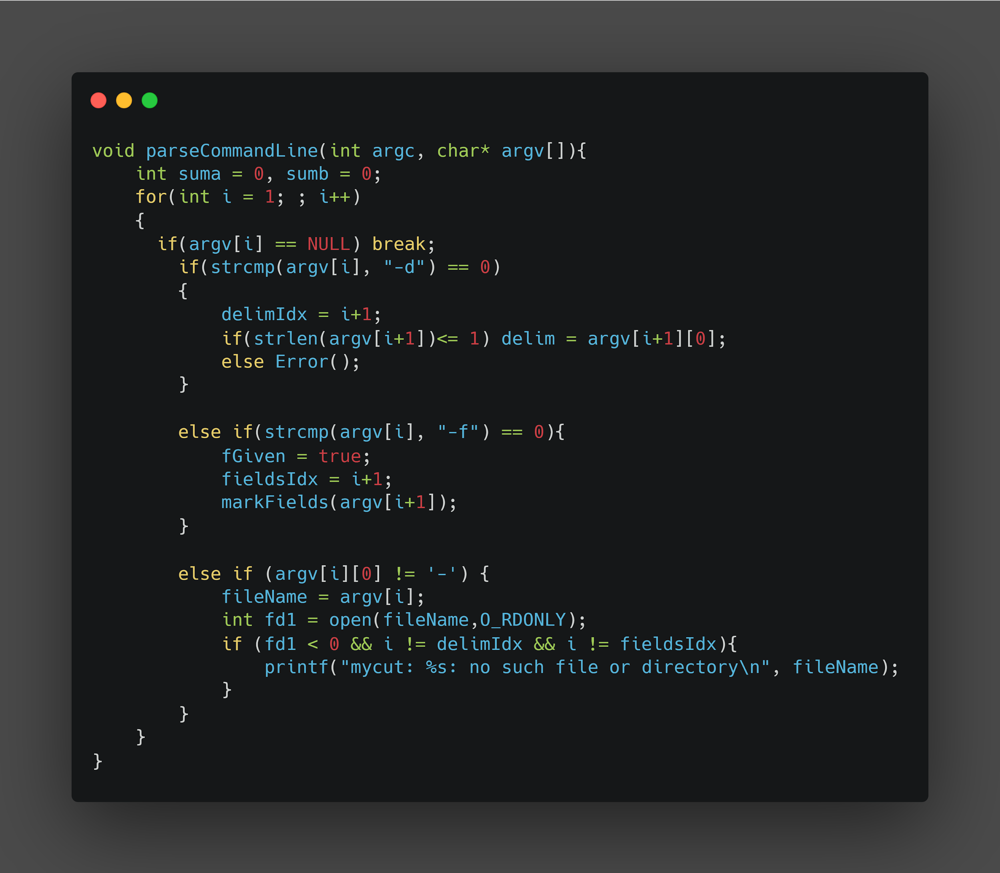 void parseCommandLine(int argc, char* argv[]){
    int suma = 0, sumb = 0;
    for(int i = 1; ; i++)
    {
      if(argv[i] == NULL) break;
        if(strcmp(argv[i], "-d") == 0)
        {
            delimIdx = i+1;
            if(strlen(argv[i+1])<= 1) delim = argv[i+1][0];
            else Error();
        }

        else if(strcmp(argv[i], "-f") == 0){
            fGiven = true;
            fieldsIdx = i+1;
            markFields(argv[i+1]);
        }

        else if (argv[i][0] != '-') {
            fileName = argv[i];
            int fd1 = open(fileName,O_RDONLY);
            if (fd1 < 0 && i != delimIdx && i != fieldsIdx){
                printf("mycut: %s: no such file or directory\n", fileName);
            }
        }
    }
}